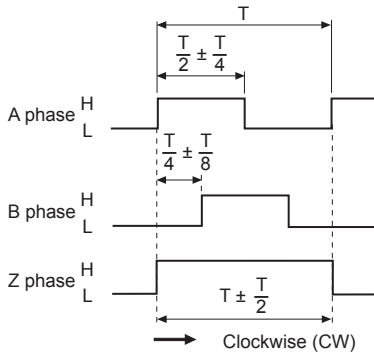 T
T/2 ± T/4
A phase H
L
T/4 ± T/8
B phase H
L
Z phase H
L
T ± T/2
Clockwise (CW)